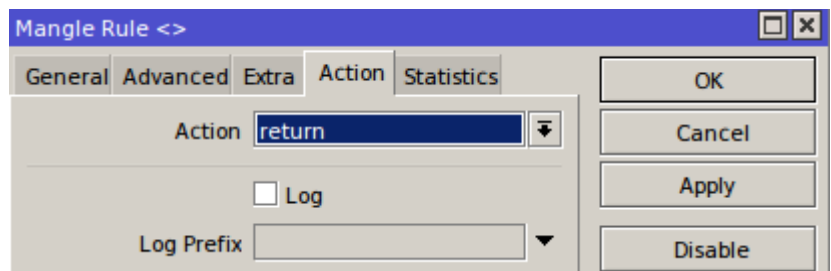 Mangle Rule <>
General Advanced Extra Action Statistics
OK
Action return
Cancel
Log
Apply
Log Prefix
Disable